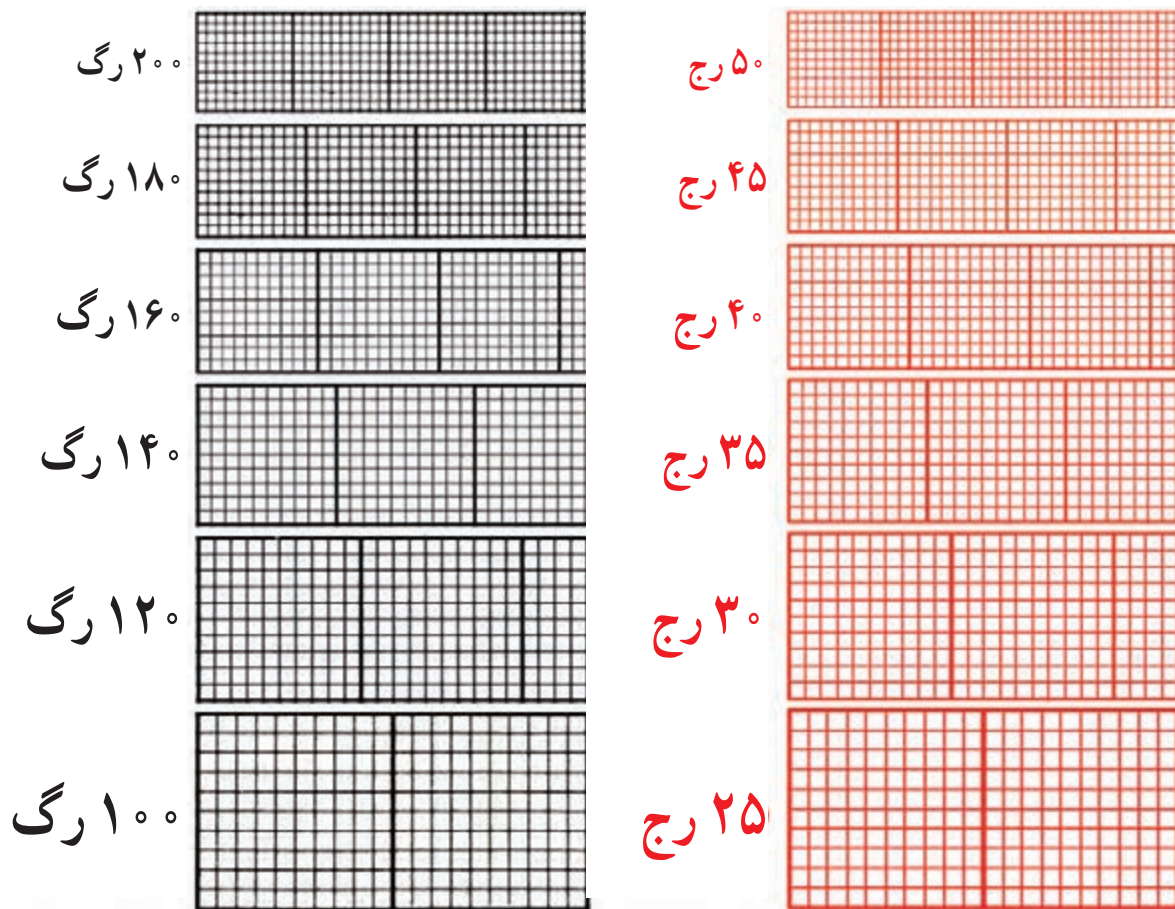 ۵۰ رج
۴۵ رج
۴۰ رج
۳۵ رج
۳۰ رج
۲۵ رج
۲۰۰ رگ
۱۸۰ رگ
۱۶۰ رگ
۱۴۰ رگ
۱۲۰ رگ
۱۰۰ رگ